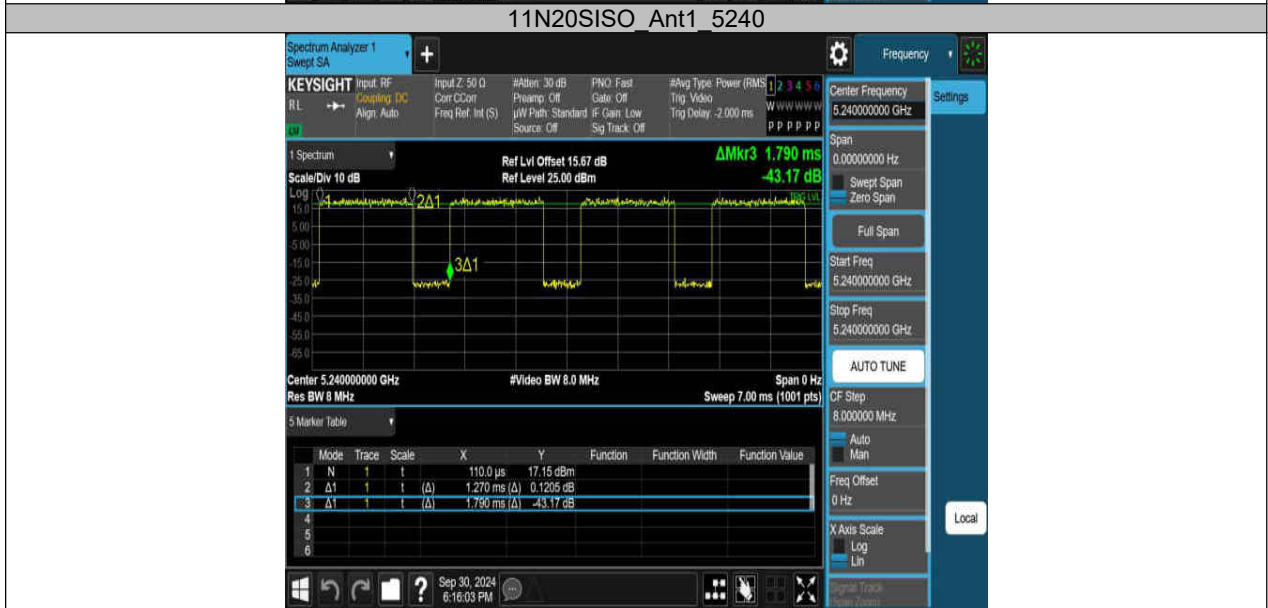 11N20SISO_Ant1_5240
Spectrum Analyzer 1
Swept SA
+
Frequency
KEYSIGHT Input: RF Input Z: 50 Ω #Atten: 30 dB PNO: Fast #Avg Type: Power (RMS 1 2 3 4 5 6
RL Coupling: DC Corr CCorr Preamp: Off Gate: Off Trig: Video W W W W W W
Align: Auto Freq Ref: Int (S) µW Path: Standard IF Gain: Low Trig Delay: -2.000 ms
Source: Off Sig Track: Off P P P P P P
LXI
1 Spectrum
Scale/Div 10 dB
Ref Lvl Offset 15.67 dB
Ref Level 25.00 dBm
ΔMkr3 1.790 ms
-43.17 dB
Log
TRIG LVL
15.0
5.00
-5.00
-15.0
-25.0
-35.0
-45.0
-55.0
-65.0
1
2Δ1
3Δ1
Center 5.240000000 GHz #Video BW 8.0 MHz Span 0 Hz
Res BW 8 MHz Sweep 7.00 ms (1001 pts)
5 Marker Table
Mode Trace Scale X Y Function Function Width Function Value
1 N 1 t 110.0 µs 17.15 dBm
2 Δ1 1 t (Δ) 1.270 ms (Δ) 0.1205 dB
3 Δ1 1 t (Δ) 1.790 ms (Δ) -43.17 dB
4
5
6
Center Frequency
5.240000000 GHz
Settings
Span
0.00000000 Hz
Swept Span
Zero Span
Full Span
Start Freq
5.240000000 GHz
Stop Freq
5.240000000 GHz
AUTO TUNE
CF Step
8.000000 MHz
Auto
Man
Freq Offset
0 Hz
X Axis Scale
Log
Lin
Signal Track
(Span Zoom)
Local
?
Sep 30, 2024
6:16:03 PM